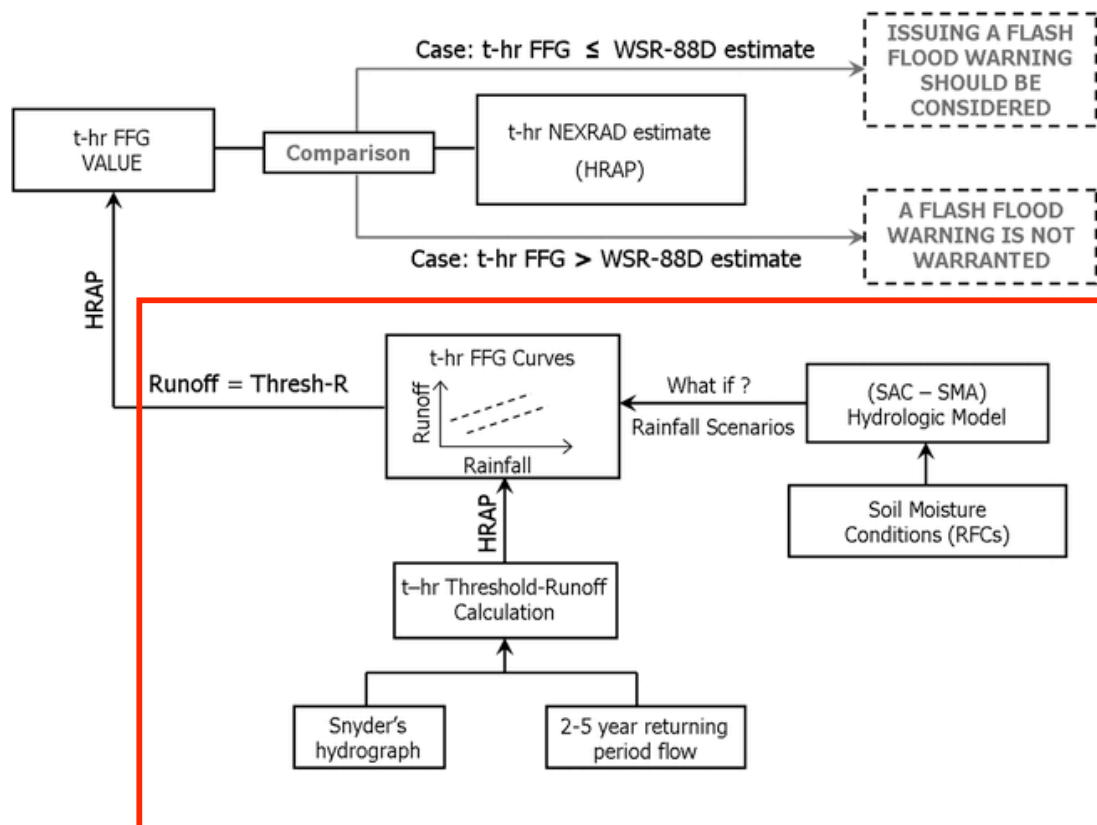 Case: t-hr FFG ≤ WSR-88D estimate
ISSUING A FLASH
FLOOD WARNING
SHOULD BE
CONSIDERED
t-hr FFG
VALUE
Comparison
t-hr NEXRAD estimate
(HRAP)
Case: t-hr FFG > WSR-88D estimate
A FLASH FLOOD
WARNING IS NOT
WARRANTED
HRAP
Runoff = Thresh-R
t-hr FFG Curves
Runoff
Rainfall
What if ?
Rainfall Scenarios
(SAC – SMA)
Hydrologic Model
Soil Moisture
Conditions (RFCs)
HRAP
t–hr Threshold-Runoff
Calculation
Snyder's
hydrograph
2-5 year returning
period flow